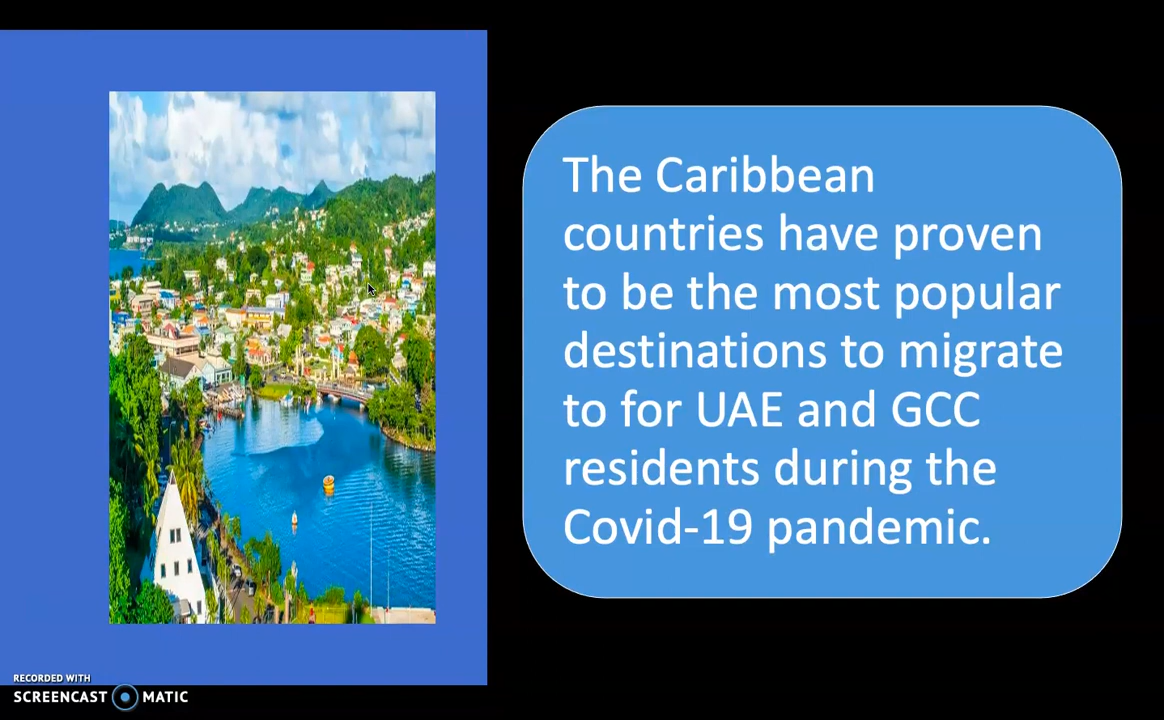 The Caribbean
countries have proven
to be the most popular
destinations to migrate
to for UAE and GCC
residents during the
Covid-19 pandemic.
RECORDED WITH
SCREENCAST MATIC